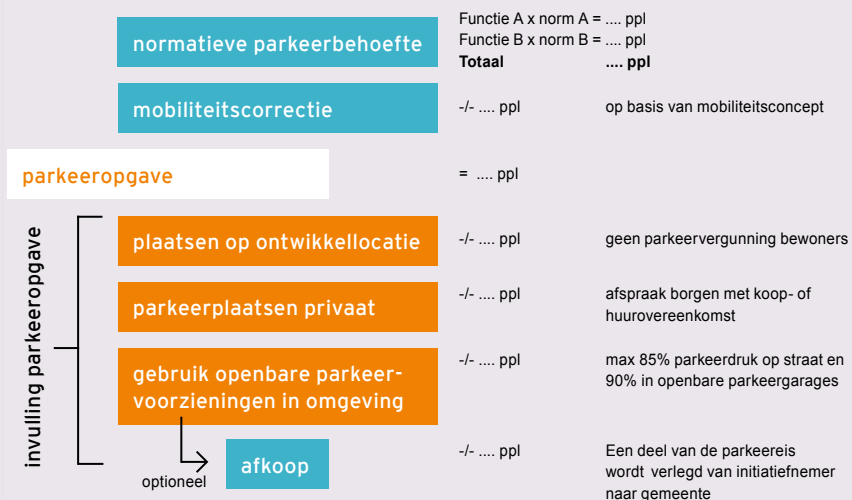 normatieve parkeerbehoefte
Functie A x norm A = .... ppl
Functie B x norm B = .... ppl
Totaal .... ppl
mobiliteitscorrectie
-/- .... ppl
op basis van mobiliteitsconcept
parkeeropgave
= .... ppl
invulling parkeeropgave
plaatsen op ontwikkellocatie
-/- .... ppl
geen parkeervergunning bewoners
parkeerplaatsen privaat
-/- .... ppl
afspraak borgen met koop- of
huurovereenkomst
gebruik openbare parkeer-
voorzieningen in omgeving
-/- .... ppl
max 85% parkeerdruk op straat en
90% in openbare parkeergarages
optioneel
afkoop
-/- .... ppl
Een deel van de parkeereis
wordt verlegd van initiatiefnemer
naar gemeente